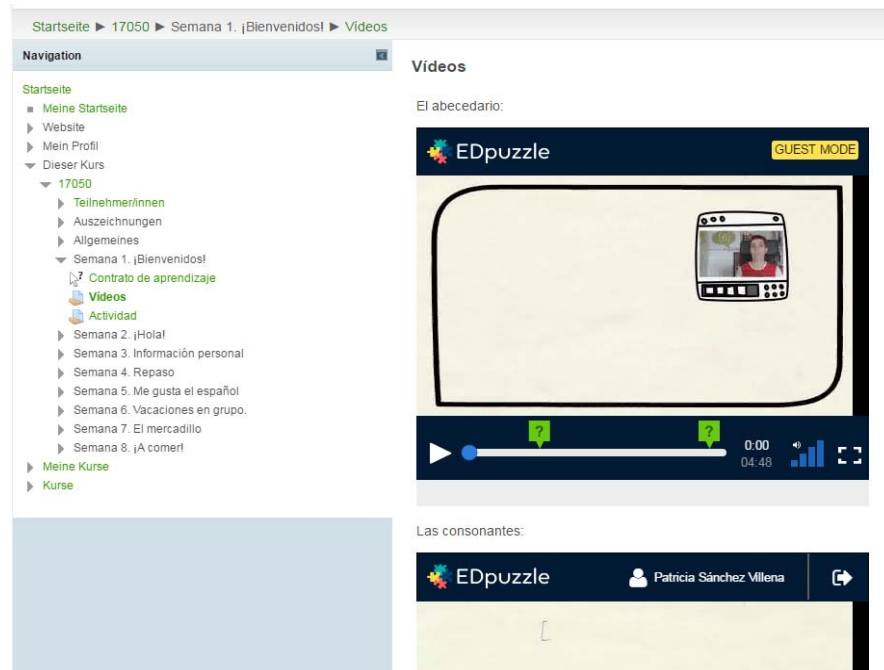 Startseite ► 17050 ► Semana 1. ¡Bienvenidos! ► Vídeos
Navigation
Startseite
Meine Startseite
Website
Mein Profil
Dieser Kurs
17050
Teilnehmer/innen
Auszeichnungen
Allgemeines
Semana 1. ¡Bienvenidos!
Contrato de aprendizaje
Vídeos
Actividad
Semana 2. ¡Hola!
Semana 3. Información personal
Semana 4. Repaso
Semana 5. Me gusta el español
Semana 6. Vacaciones en grupo.
Semana 7. El mercadillo
Semana 8. ¡A comer!
Meine Kurse
Kurse
Vídeos
El abecedario:
EDpuzzle GUEST MODE
? ?
0:00
04:48
Las consonantes:
EDpuzzle Patricia Sánchez Villena